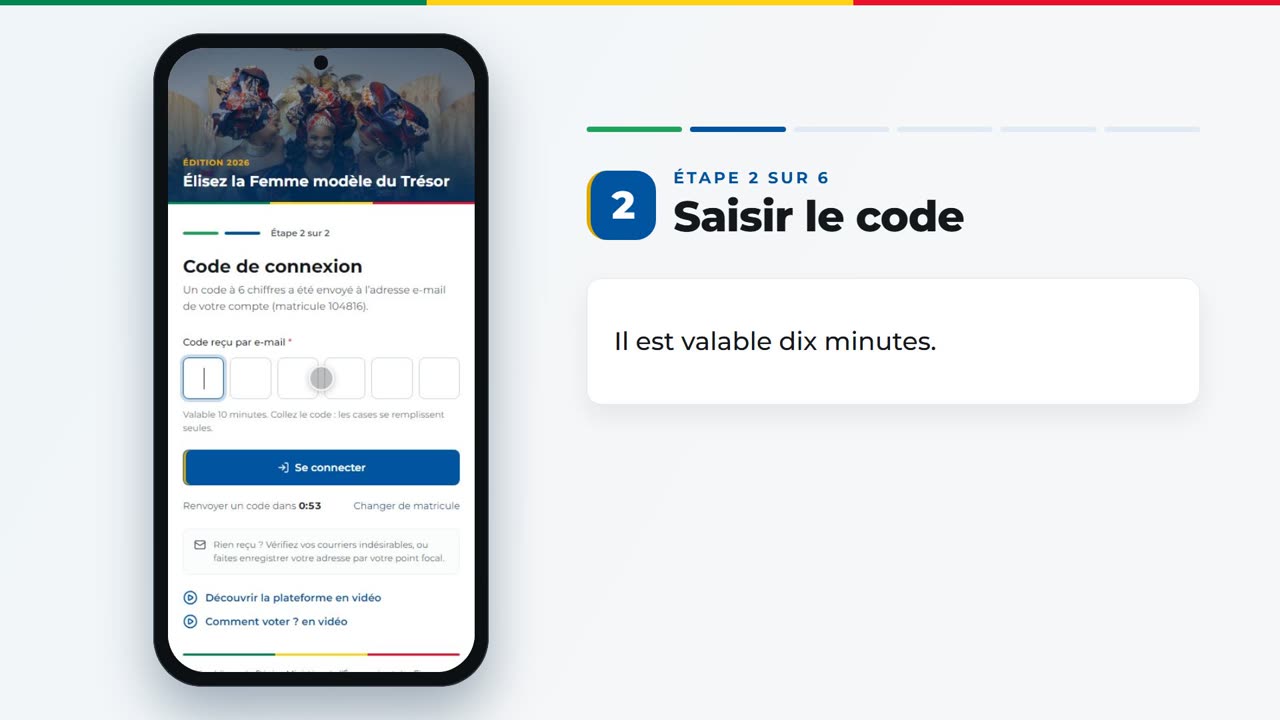 ÉDITION 2026
Élisez la Femme modèle du Trésor
Étape 2 sur 2
Code de connexion
Un code à 6 chiffres a été envoyé à l'adresse e-mail
de votre compte (matricule 104816).
Code reçu par e-mail *
Valable 10 minutes. Collez le code : les cases se remplissent
seules.
Se connecter
Renvoyer un code dans 0:53
Changer de matricule
Rien reçu ? Vérifiez vos courriers indésirables, ou
faites enregistrer votre adresse par votre point focal.
Découvrir la plateforme en vidéo
Comment voter ? en vidéo
ÉTAPE 2 SUR 6
2
Saisir le code
Il est valable dix minutes.